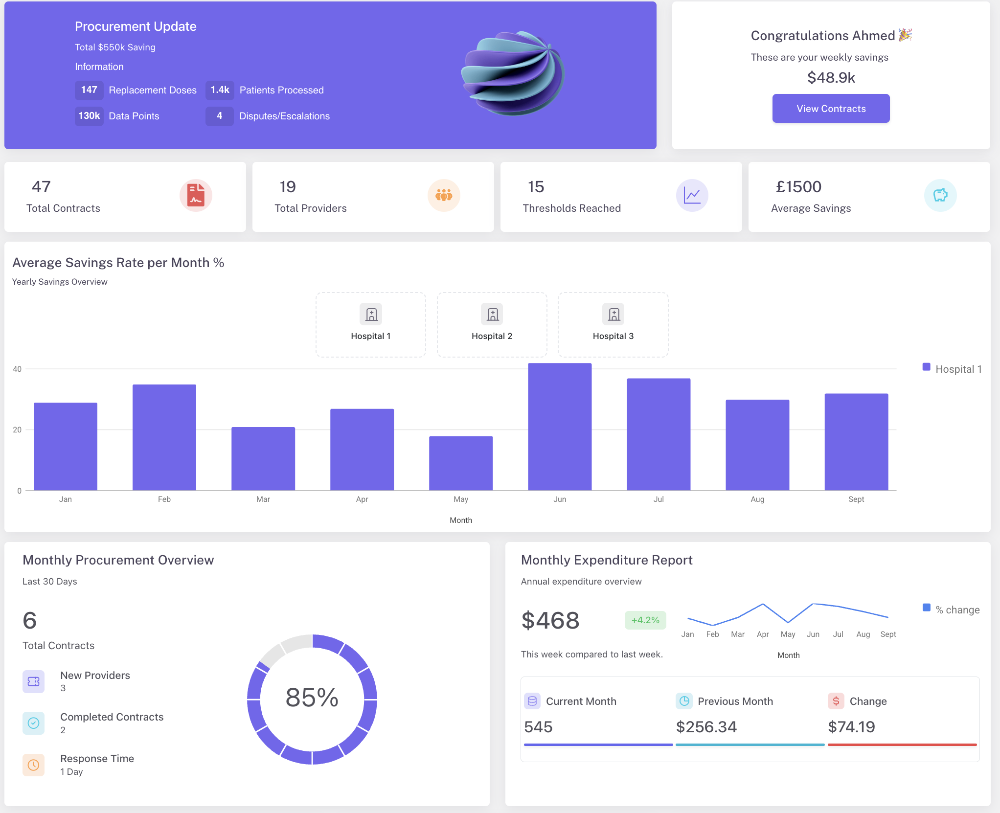 Procurement Update
Total $550k Saving
Information
147 Replacement Doses 1.4k Patients Processed
130k Data Points 4 Disputes/Escalations
Congratulations Ahmed 🎉
These are your weekly savings
$48.9k
View Contracts
47
Total Contracts
19
Total Providers
15
Thresholds Reached
£1500
Average Savings
Average Savings Rate per Month %
Yearly Savings Overview
Hospital 1 Hospital 2 Hospital 3
40
20
0
Hospital 1
Jan Feb Mar Apr May Jun Jul Aug Sept
Month
Monthly Procurement Overview
Last 30 Days
6
Total Contracts
New Providers
3
Completed Contracts
2
Response Time
1 Day
85%
Monthly Expenditure Report
Annual expenditure overview
$468 +4.2%
This week compared to last week.
% change
Jan Feb Mar Apr May Jun Jul Aug Sept
Month
Current Month
545
Previous Month
$256.34
Change
$74.19